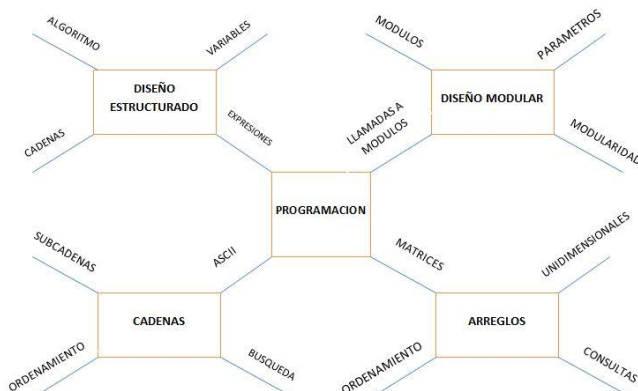 ALGORITMO
VARIABLES
DISEÑO
ESTRUCTURADO
CADENAS
EXPRESIONES
MODULOS
PARAMETROS
DISEÑO MODULAR
LLAMADAS A
MODULOS
MODULARIDAD
PROGRAMACION
SUBCADENAS
ASCII
CADENAS
ORDENAMIENTO
BUSQUEDA
MATRICES
UNIDIMENSIONALES
ARREGLOS
ORDENAMIENTO
CONSULTAS